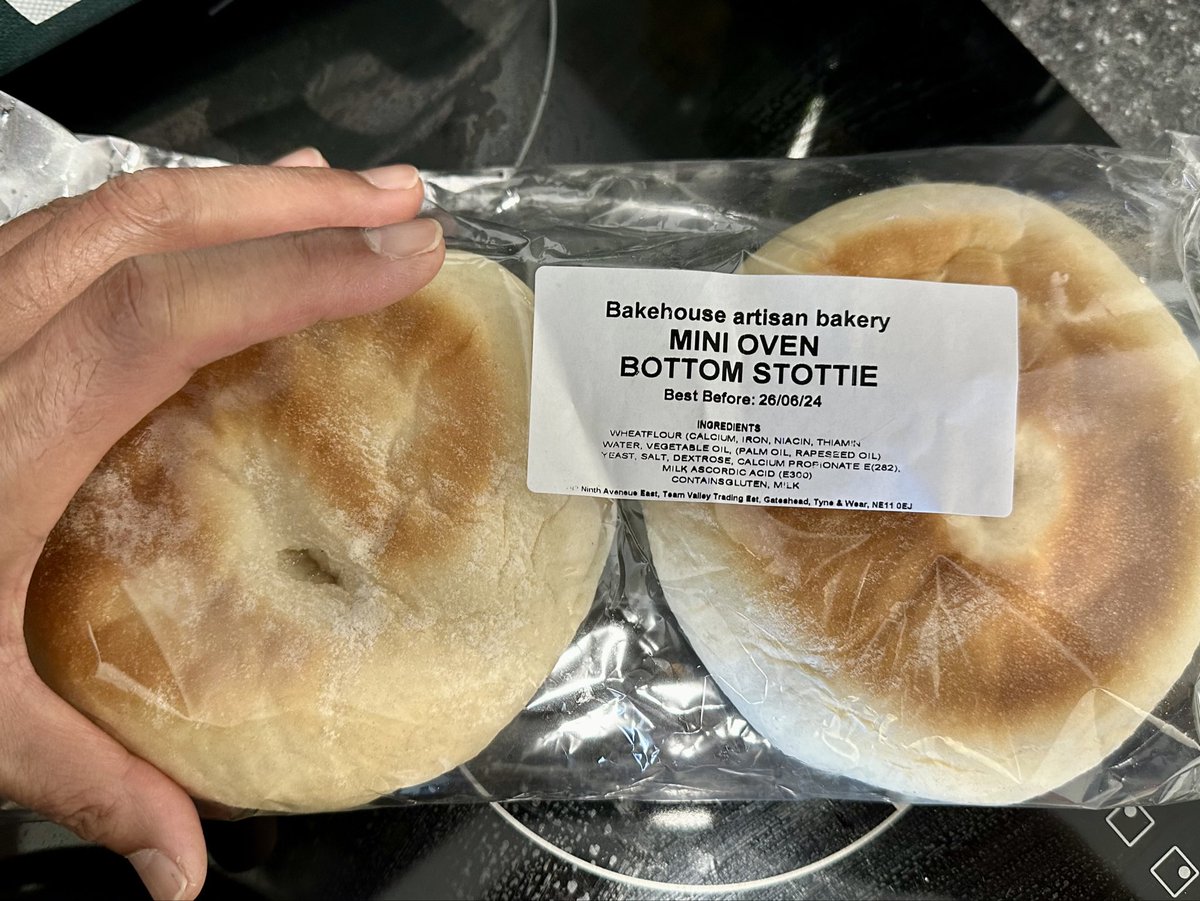 Bakehouse artisan bakery
MINI OVEN
BOTTOM STOTTIE
Best Before: 26/06/24
INGREDIENTS
WHEATFLOUR (CALCIUM, IRON, NIACIN, THIAMIN
WATER, VEGETABLE OIL, (PALM OIL, RAPESEED OIL)
YEAST, SALT, DEXTROSE, CALCIUM PROPIONATE E(282),
MILK ASCORDIC ACID (E300)
CONTAINSGLUTEN, MILK
Ninth Aveneue East, Team Valley Trading Est, Gateshead, Tyne & Wear, NE11 0EJ